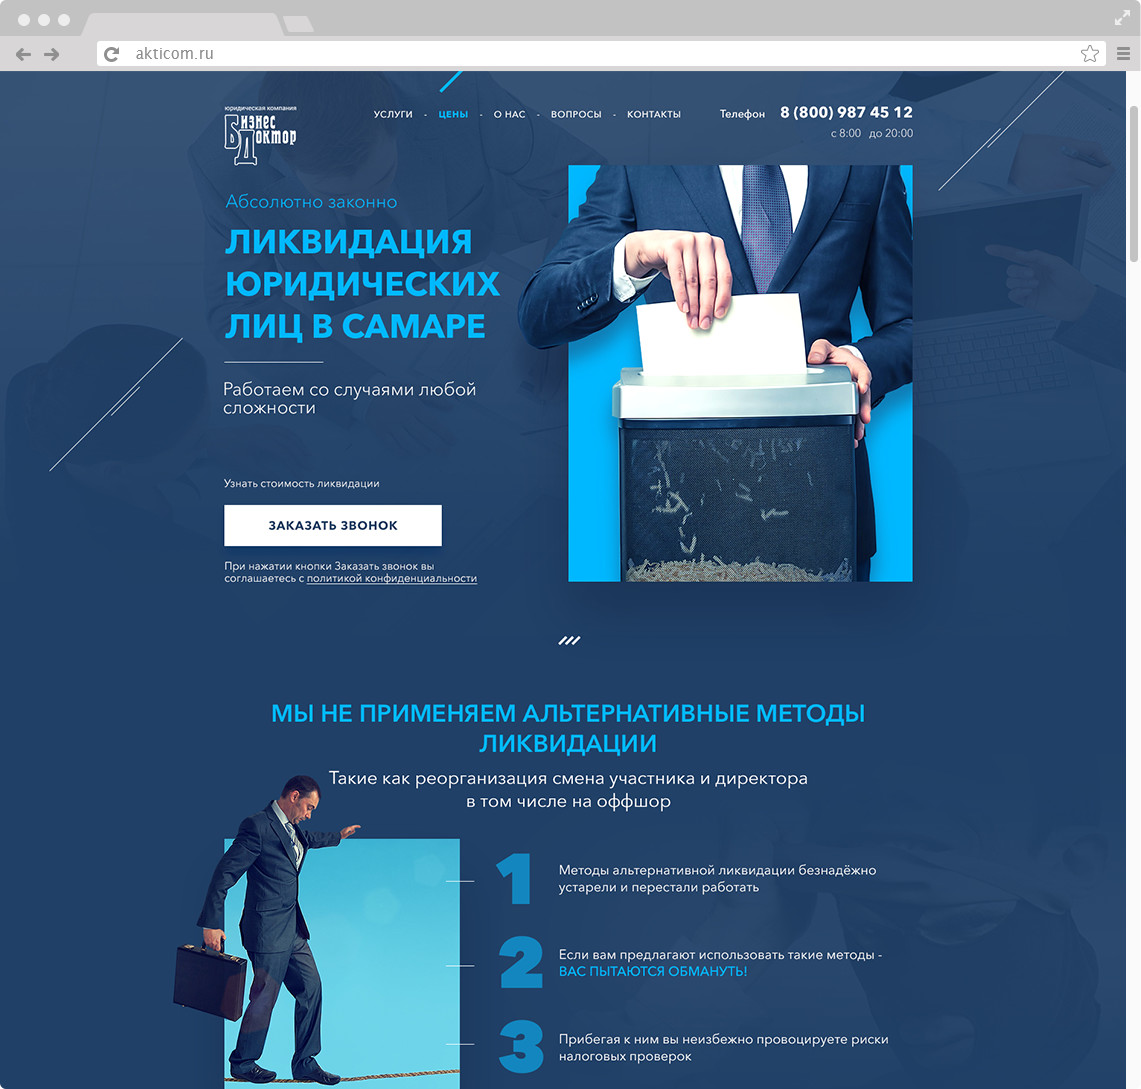 akticom.ru
юридическая компания
Бизнес
Доктор
УСЛУГИ - ЦЕНЫ - О НАС - ВОПРОСЫ - КОНТАКТЫ
Телефон 8 (800) 987 45 12
с 8:00 до 20:00
Абсолютно законно
ЛИКВИДАЦИЯ
ЮРИДИЧЕСКИХ
ЛИЦ В САМАРЕ
Работаем со случаями любой
сложности
Узнать стоимость ликвидации
ЗАКАЗАТЬ ЗВОНОК
При нажатии кнопки Заказать звонок вы
соглашаетесь с политикой конфиденциальности
МЫ НЕ ПРИМЕНЯЕМ АЛЬТЕРНАТИВНЫЕ МЕТОДЫ
ЛИКВИДАЦИИ
Такие как реорганизация смена участника и директора
в том числе на оффшор
1
Методы альтернативной ликвидации безнадёжно
устарели и перестали работать
2
Если вам предлагают использовать такие методы -
ВАС ПЫТАЮТСЯ ОБМАНУТЬ!
3
Прибегая к ним вы неизбежно провоцируете риски
налоговых проверок